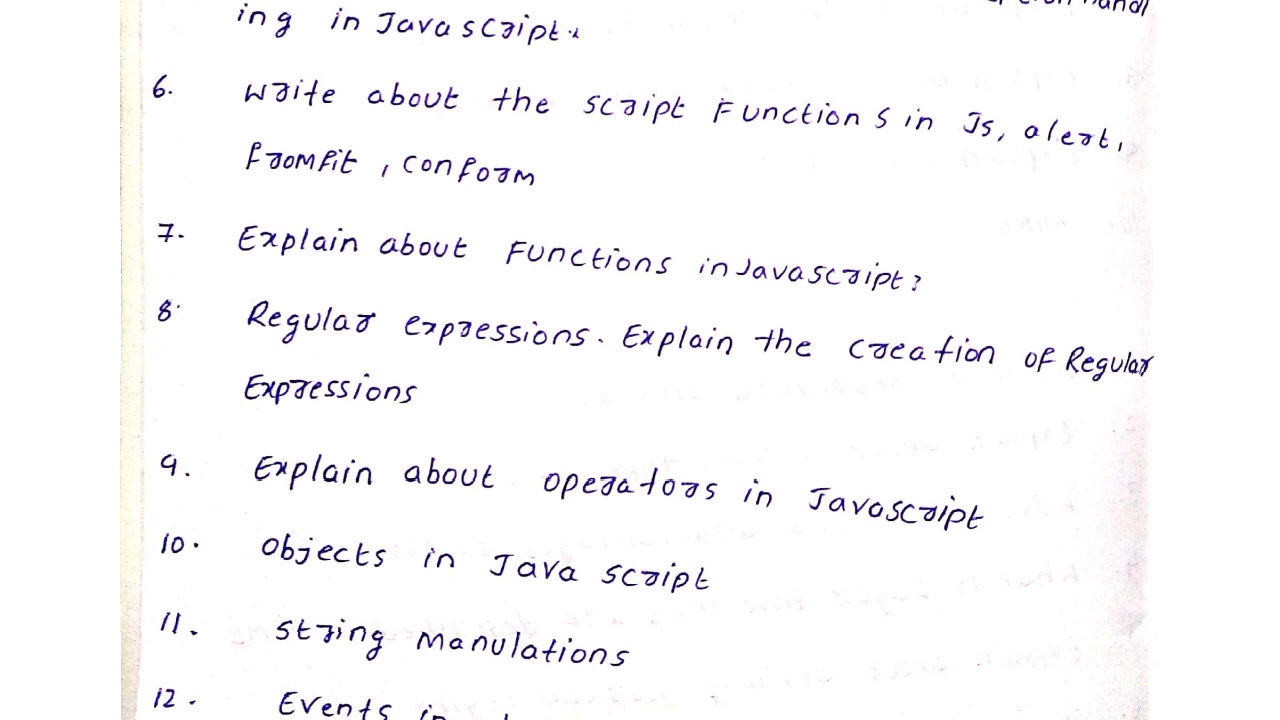 ing in Javascript.
6. Write about the script Functions in Js, alert,
fromfit, conform
7. Explain about Functions in Javascript?
8. Regular expressions. Explain the creation of Regular
Expressions
9. Explain about operators in Javascript
10. objects in Java script
11. string manulations
12. Events in